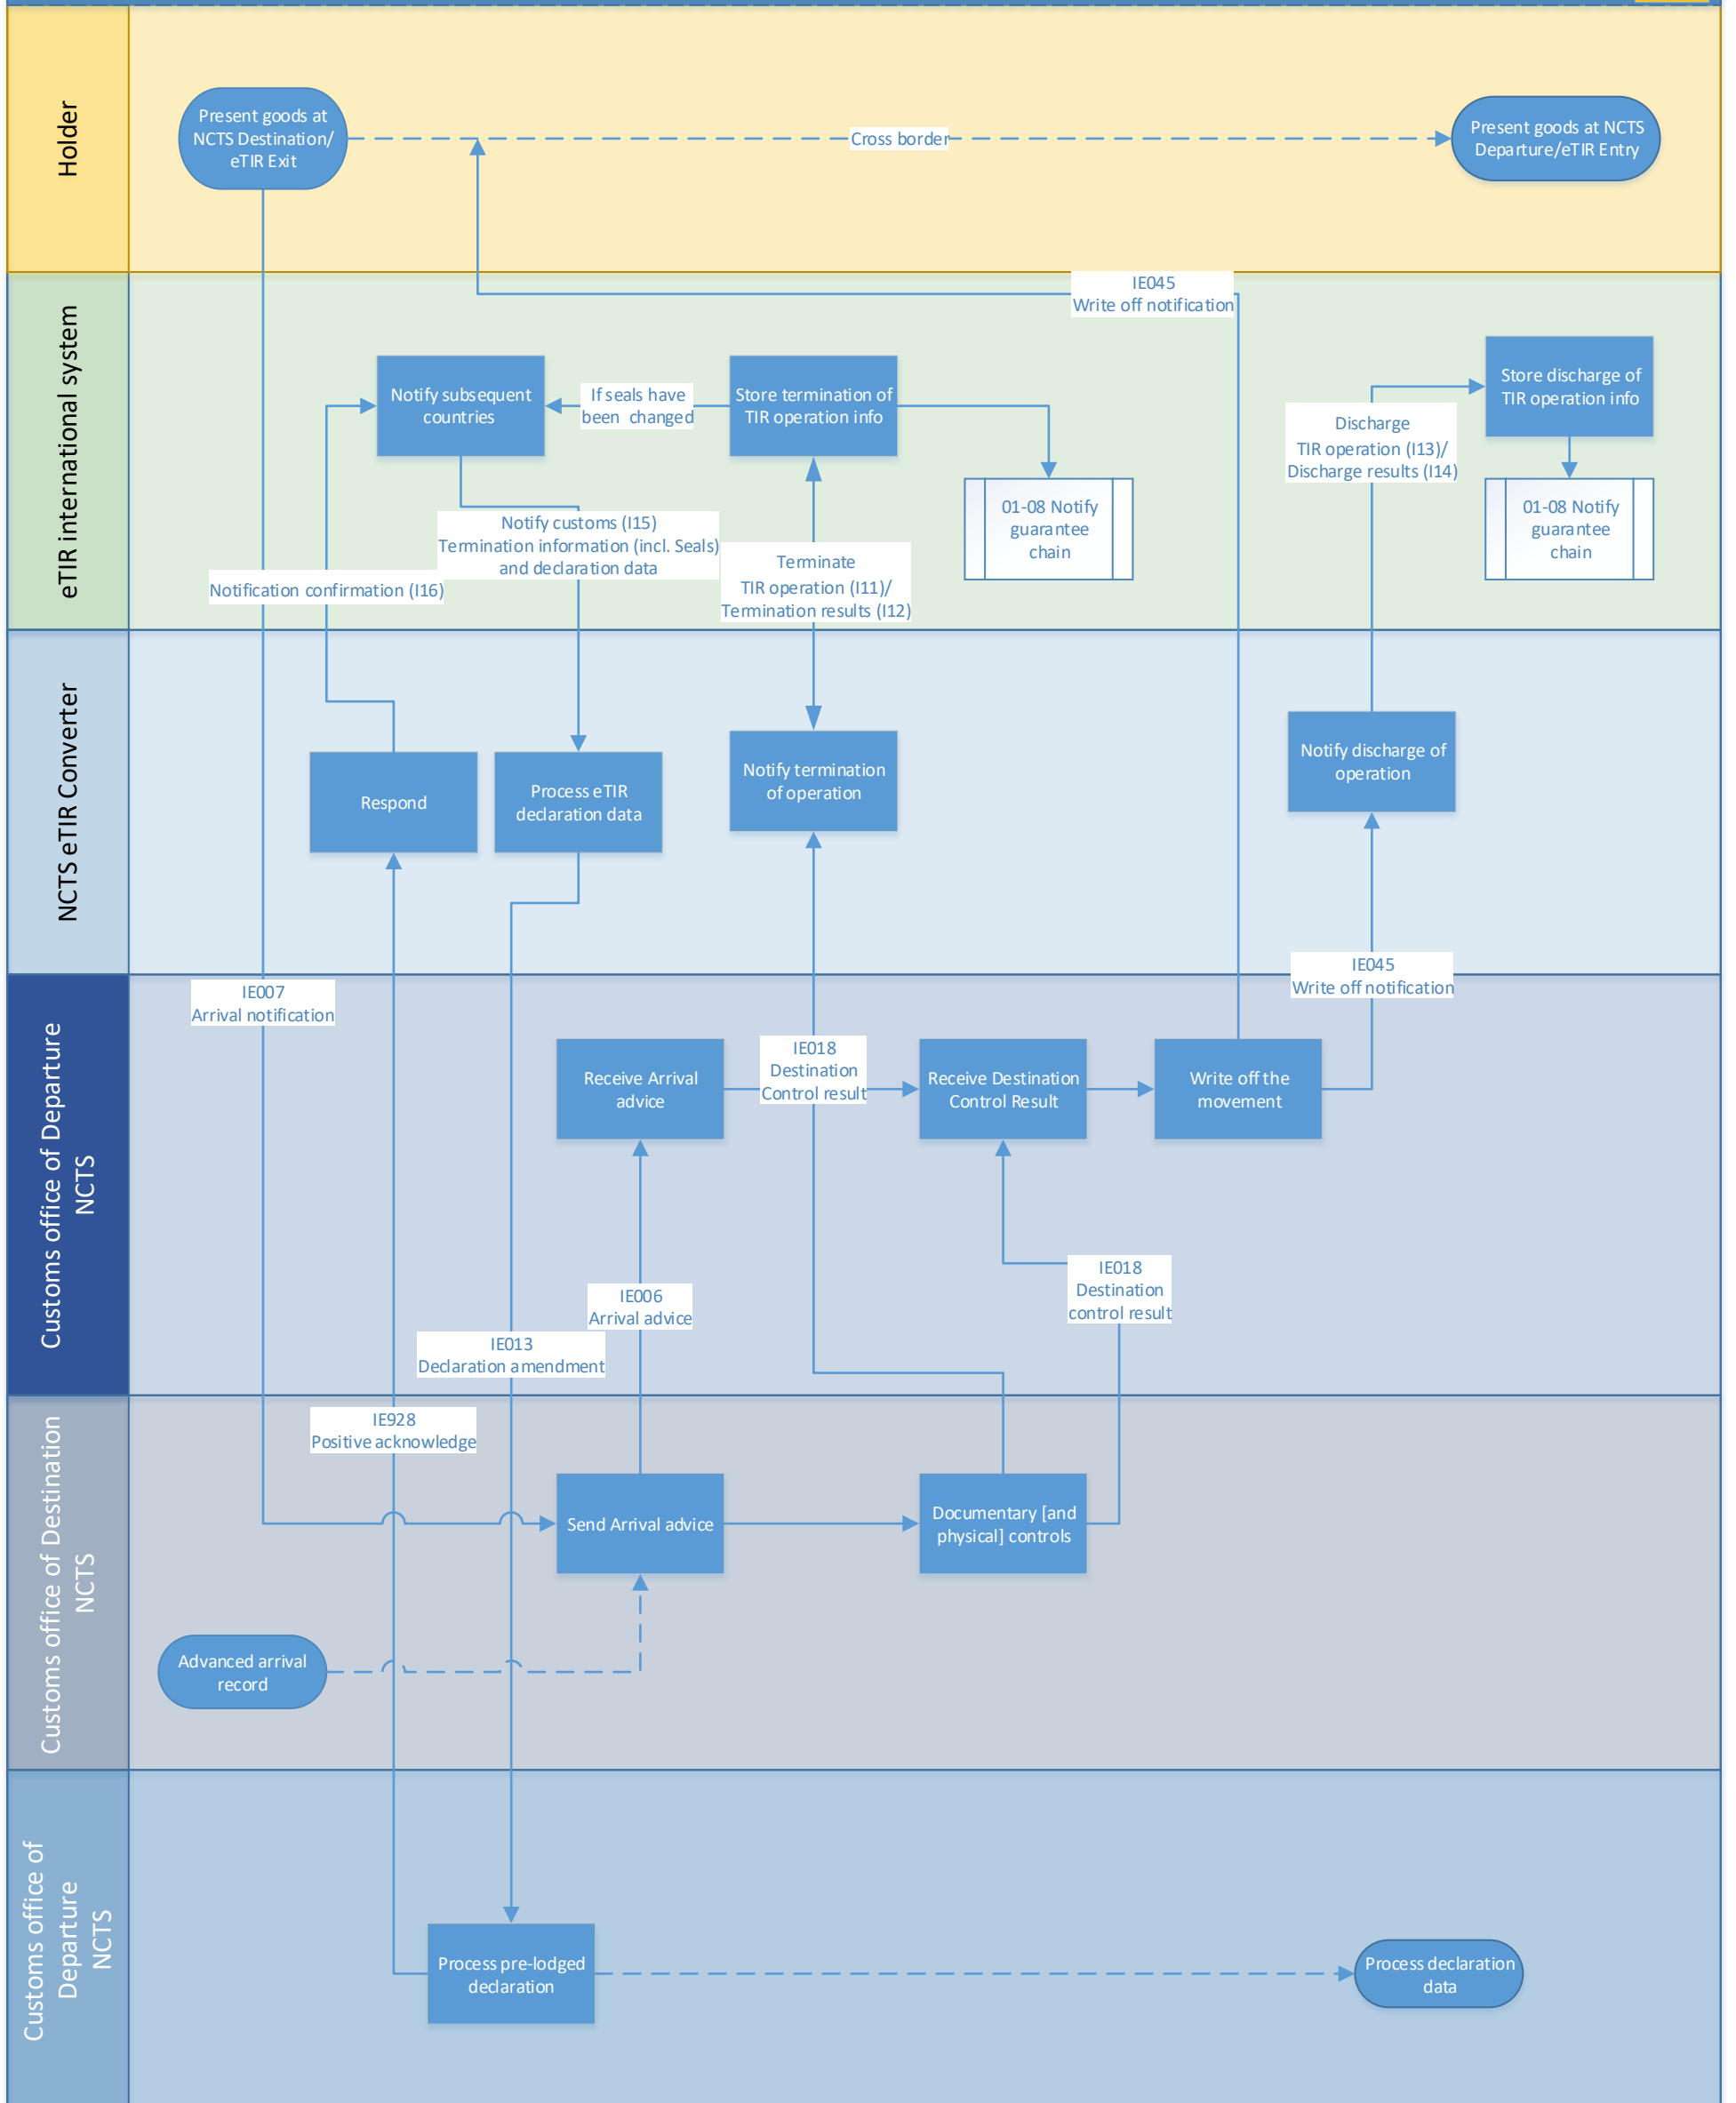 Holder
Present goods at
NCTS Destination/
eTIR Exit
Cross border
Present goods at NCTS
Departure/eTIR Entry
eTIR international system
IE045
Write off notification
Notify subsequent
countries
If seals have
been changed
Store termination of
TIR operation info
Store discharge of
TIR operation info
Discharge
TIR operation (I13)/
Discharge results (I14)
01-08 Notify
guarantee
chain
01-08 Notify
guarantee
chain
Notify customs (I15)
Termination information (incl. Seals)
and declaration data
Terminate
TIR operation (I11)/
Termination results (I12)
Notification confirmation (I16)
NCTS eTIR Converter
Respond
Process eTIR
declaration data
Notify termination
of operation
Notify discharge of
operation
IE045
Write off notification
IE007
Arrival notification
Customs office of Departure
NCTS
Receive Arrival
advice
IE018
Destination
Control result
Receive Destination
Control Result
Write off the
movement
IE006
Arrival advice
IE018
Destination
control result
IE013
Declaration amendment
Customs office of Destination
NCTS
IE928
Positive acknowledge
Send Arrival advice
Documentary [and
physical] controls
Advanced arrival
record
Customs office of
Departure
NCTS
Process pre-lodged
declaration
Process declaration
data